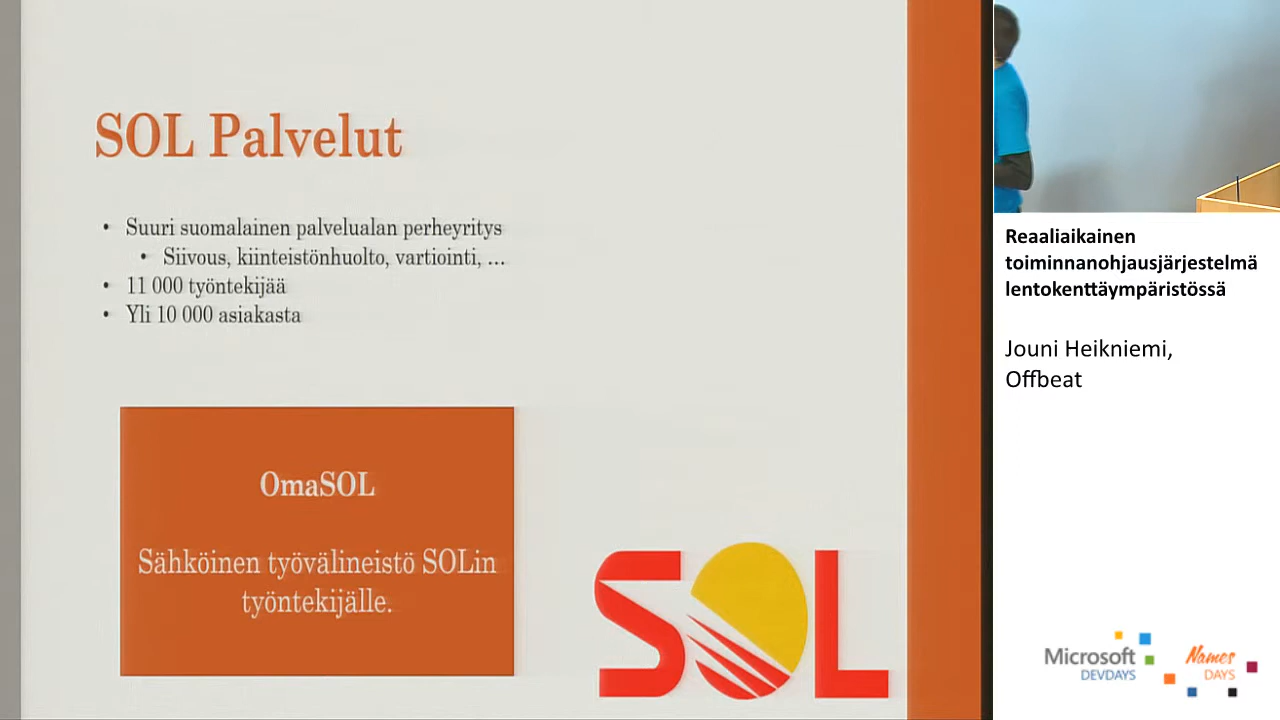 SOL Palvelut
• Suuri suomalainen palvelualan perheyritys
• Siivous, kiinteistönhuolto, vartiointi, ...
• 11 000 työntekijää
• Yli 10 000 asiakasta
OmaSOL
Sähköinen työvälineistö SOLin
työntekijälle.
SOL
Reaaliaikainen
toiminnanohjausjärjestelmä
lentokenttäympäristössä
Jouni Heikniemi,
Offbeat
Microsoft
DEVDAYS
Names
DAYS